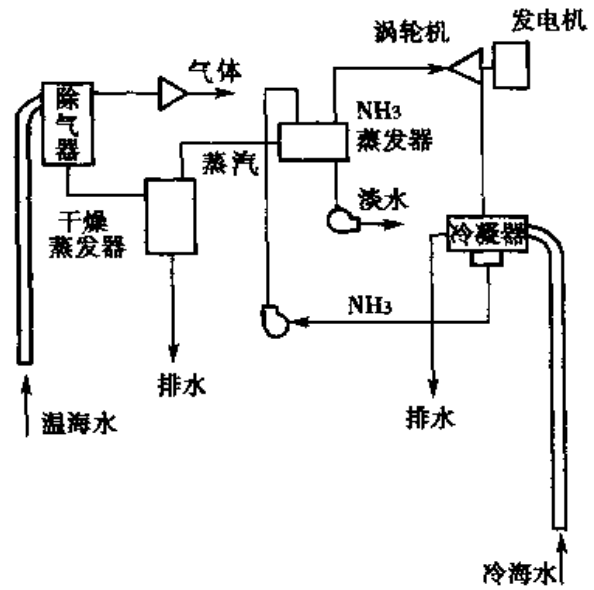 发电机
涡轮机
气体
除
气
器
NH3
蒸发器
蒸汽
淡水
干燥
蒸发器
冷凝器
NH3
排水
排水
温海水
冷海水